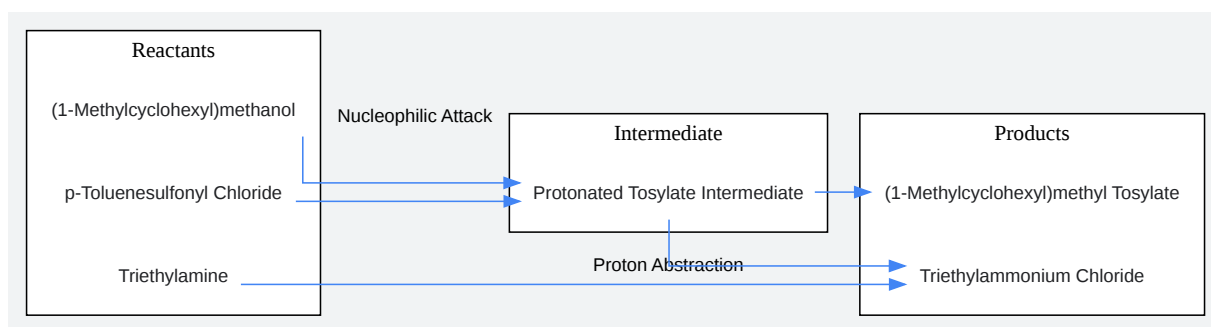 Reactants
(1-Methylcyclohexyl)methanol
p-Toluenesulfonyl Chloride
Triethylamine
Nucleophilic Attack
Intermediate
Protonated Tosylate Intermediate
Proton Abstraction
Products
(1-Methylcyclohexyl)methyl Tosylate
Triethylammonium Chloride